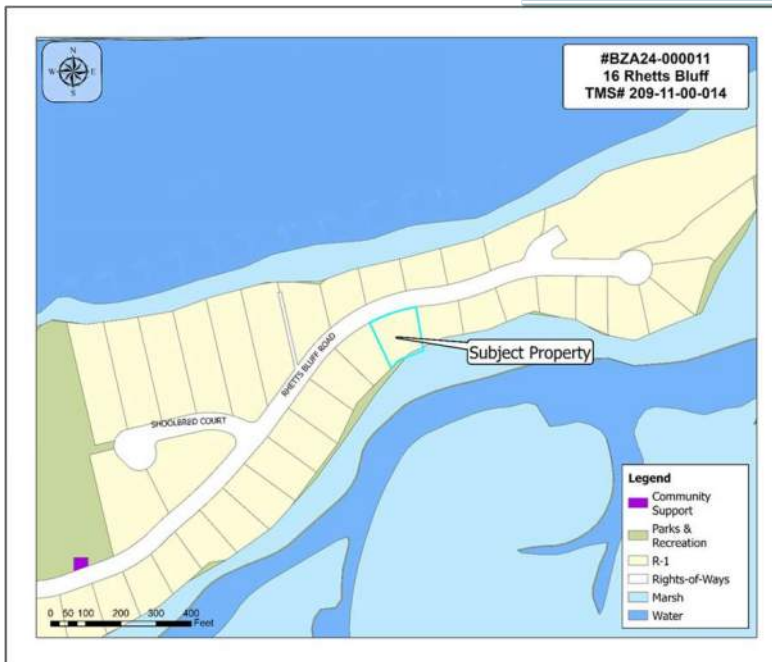 #BZA24-000011
16 Rhetts Bluff
TMS# 209-11-00-014
N
W E
S
Subject Property
RHETTS BLUFF ROAD
SHOOLBRED COURT
Legend
Community
Support
Parks &
Recreation
R-1
Rights-of-Ways
Marsh
Water
0 50 100 200 300 400
Feet